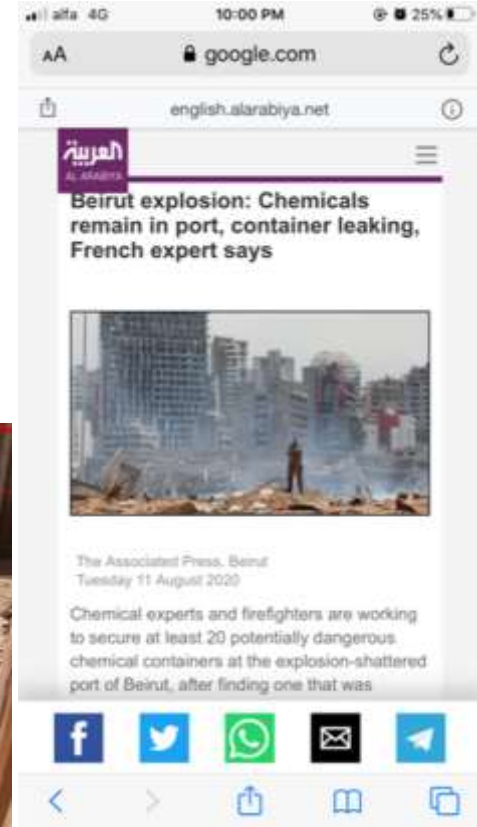 alfa 4G 10:00 PM 25%
AA google.com
english.alarabiya.net
العربية
AL ARABIYA
Beirut explosion: Chemicals
remain in port, container leaking,
French expert says
The Associated Press, Beirut
Tuesday 11 August 2020
Chemical experts and firefighters are working
to secure at least 20 potentially dangerous
chemical containers at the explosion-shattered
port of Beirut, after finding one that was